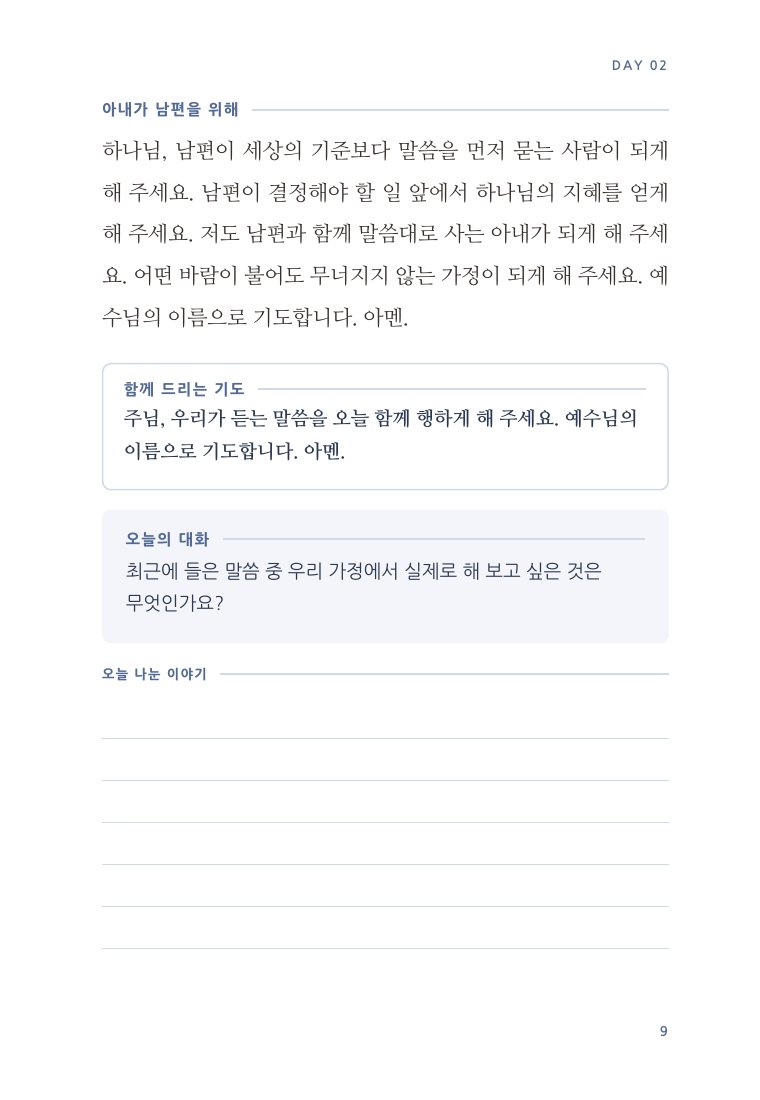 DAY 02
아내가 남편을 위해
하나님, 남편이 세상의 기준보다 말씀을 먼저 묻는 사람이 되게
해 주세요. 남편이 결정해야 할 일 앞에서 하나님의 지혜를 얻게
해 주세요. 저도 남편과 함께 말씀대로 사는 아내가 되게 해 주세
요. 어떤 바람이 불어도 무너지지 않는 가정이 되게 해 주세요. 예
수님의 이름으로 기도합니다. 아멘.
함께 드리는 기도
주님, 우리가 듣는 말씀을 오늘 함께 행하게 해 주세요. 예수님의
이름으로 기도합니다. 아멘.
오늘의 대화
최근에 들은 말씀 중 우리 가정에서 실제로 해 보고 싶은 것은
무엇인가요?
오늘 나눈 이야기
9